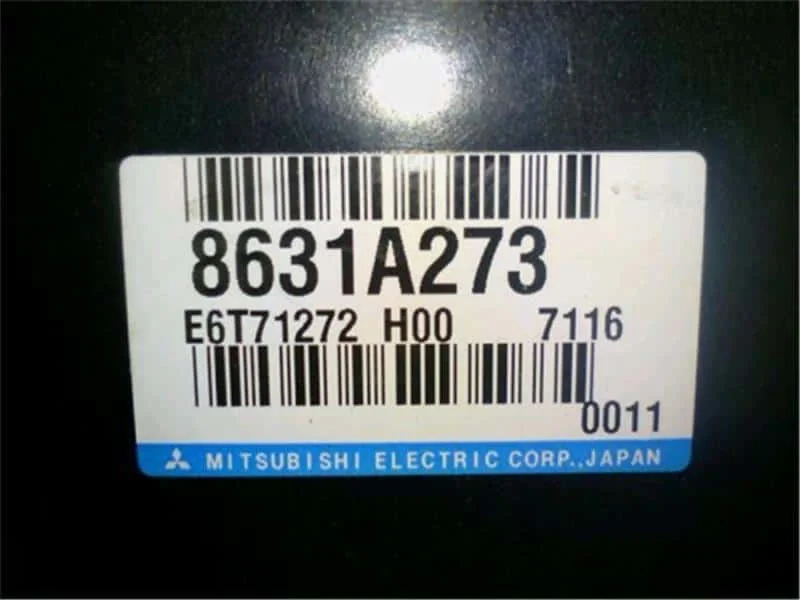 8631A273
E6T71272 H00 7116
0011
MITSUBISHI ELECTRIC CORP.,JAPAN